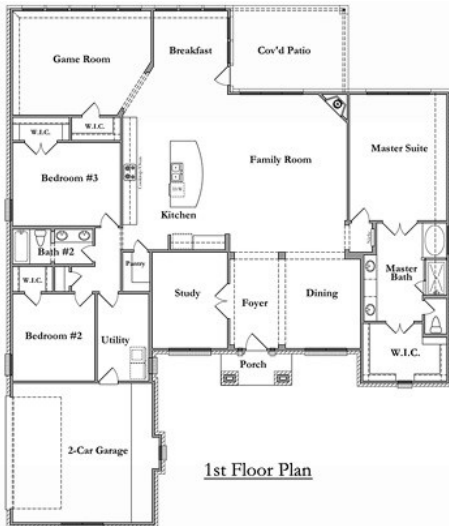 Game Room
Breakfast
Cov'd Patio
W.I.C.
W.I.C.
Bedroom #3
Family Room
Master Suite
Kitchen
Bath #2
Pantry
Master
Bath
W.I.C.
Study
Foyer
Dining
Bedroom #2
Utility
W.I.C.
Porch
2-Car Garage
1st Floor Plan